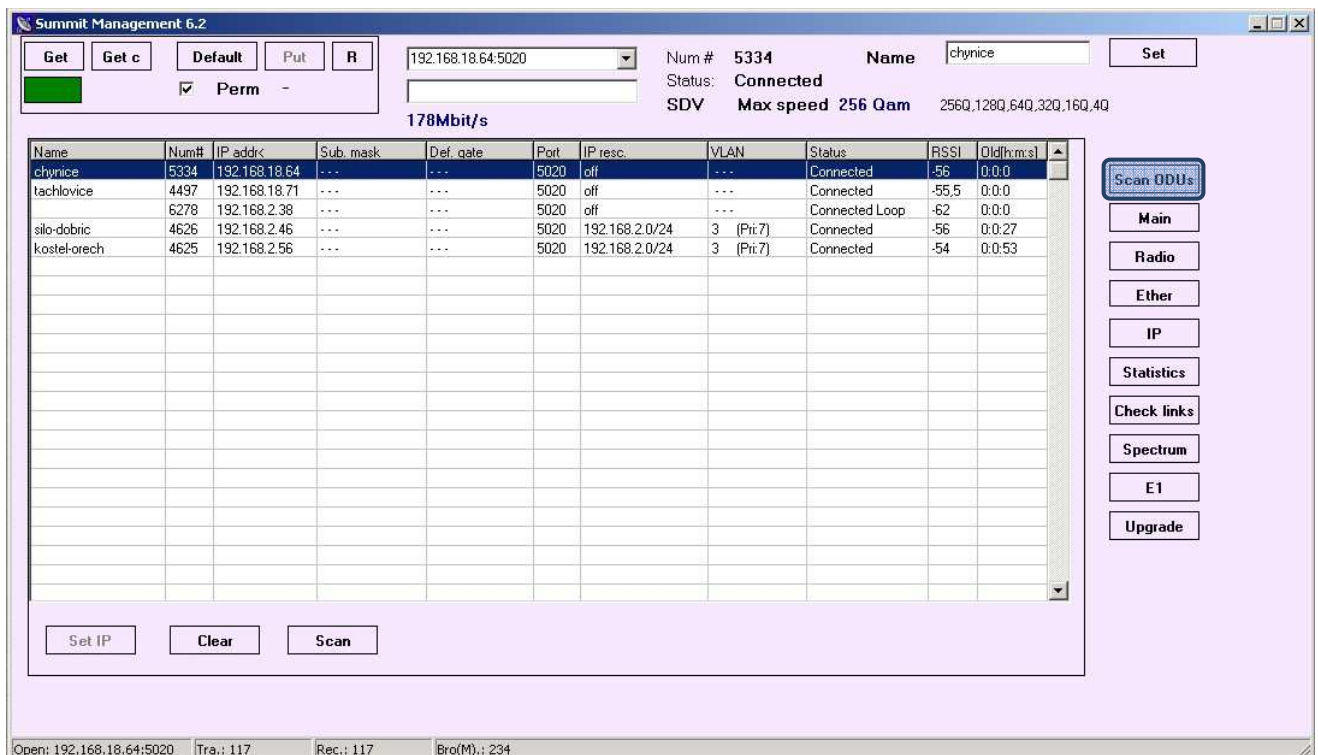 Summit Management 6.2
Get Get c Default Put R 192.168.18.64:5020 Num # 5334 Name chynice Set
Perm - Status: Connected
SDV Max speed 256 Qam 256Q,128Q,64Q,32Q,16Q,4Q
178Mbit/s
Name Num# IP addr< Sub. mask Def. gate Port IP resc. VLAN Status RSSI Old[h:m:s]
chynice 5334 192.168.18.64 - - - - - - 5020 off - - - Connected -56 0:0:0
tachlovice 4497 192.168.18.71 - - - - - - 5020 off - - - Connected -55,5 0:0:0
6278 192.168.2.38 - - - - - - 5020 off - - - Connected Loop -62 0:0:0
silo-dobric 4626 192.168.2.46 - - - - - - 5020 192.168.2.0/24 3 (Pri:7) Connected -56 0:0:27
kostel-orech 4625 192.168.2.56 - - - - - - 5020 192.168.2.0/24 3 (Pri:7) Connected -54 0:0:53
Scan ODUs
Main
Radio
Ether
IP
Statistics
Check links
Spectrum
E1
Upgrade
Set IP Clear Scan
Open: 192.168.18.64:5020 Tra.: 117 Rec.: 117 Bro(M).: 234